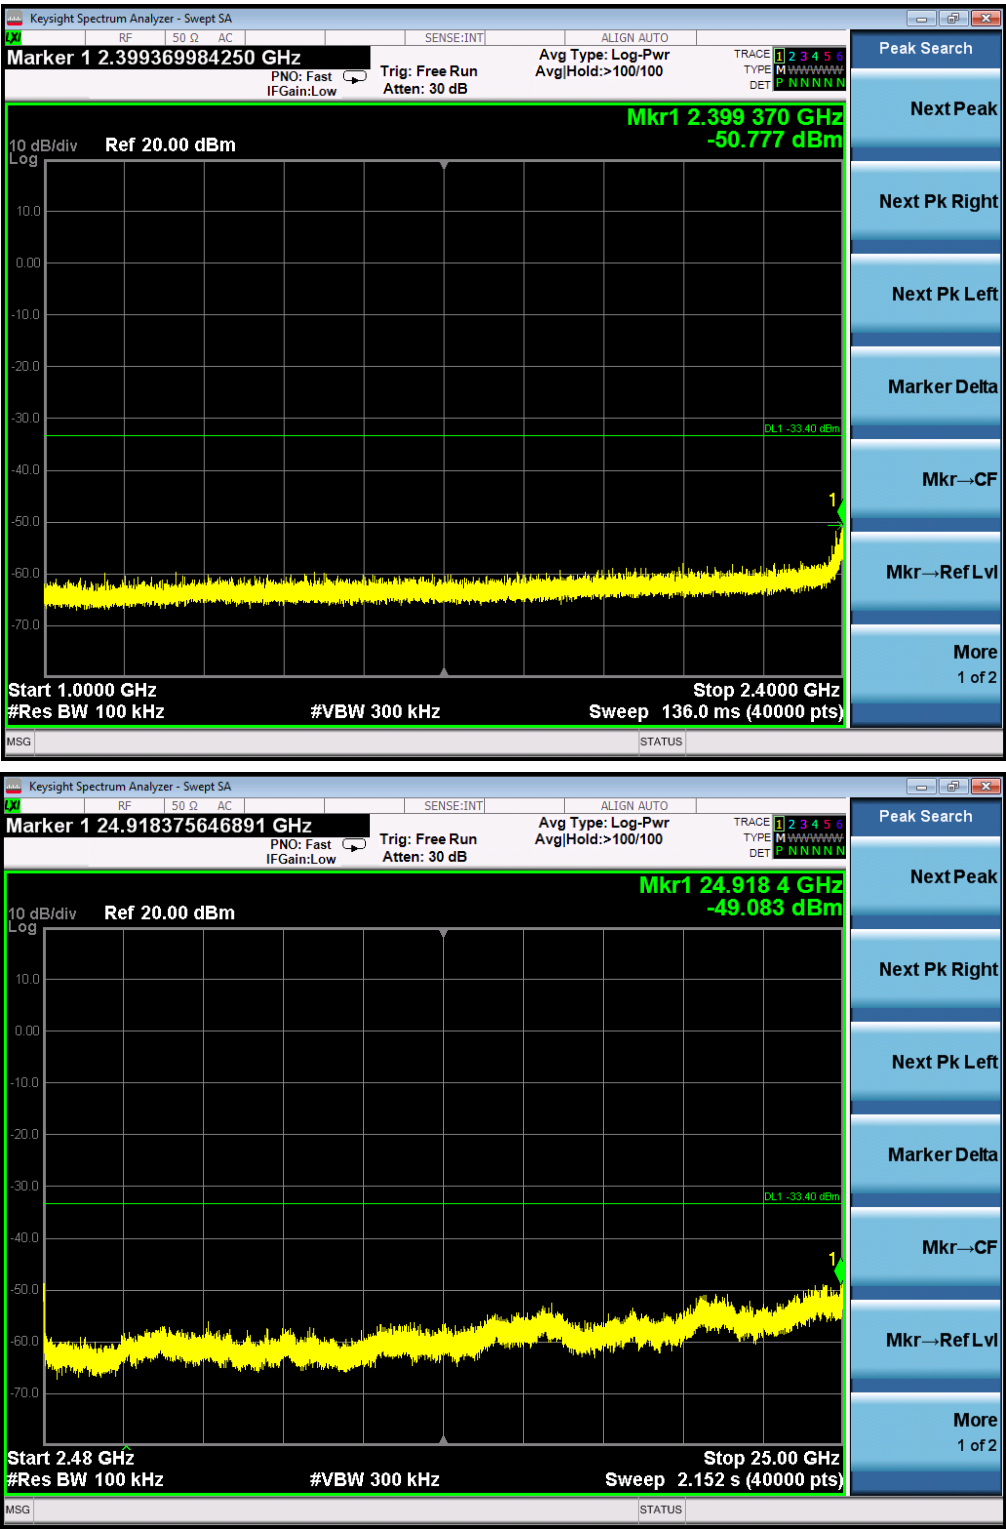 Keysight Spectrum Analyzer - Swept SA
LXI RF 50 Ω AC SENSE:INT ALIGN AUTO
Marker 1 2.399369984250 GHz
PNO: Fast
IFGain:Low
Trig: Free Run
Atten: 30 dB
Avg Type: Log-Pwr
Avg|Hold:>100/100
TRACE 1 2 3 4 5 6
TYPE M WWWWW
DET P N N N N N
Mkr1 2.399 370 GHz
-50.777 dBm
10 dB/div Ref 20.00 dBm
Log
10.0
0.00
-10.0
-20.0
-30.0
DL1 -33.40 dBm
-40.0
1
-50.0
-60.0
-70.0
Start 1.0000 GHz Stop 2.4000 GHz
#Res BW 100 kHz #VBW 300 kHz Sweep 136.0 ms (40000 pts)
MSG STATUS
Peak Search
Next Peak
Next Pk Right
Next Pk Left
Marker Delta
Mkr→CF
Mkr→Ref Lvl
More
1 of 2
Keysight Spectrum Analyzer - Swept SA
LXI RF 50 Ω AC SENSE:INT ALIGN AUTO
Marker 1 24.918375646891 GHz
PNO: Fast
IFGain:Low
Trig: Free Run
Atten: 30 dB
Avg Type: Log-Pwr
Avg|Hold:>100/100
TRACE 1 2 3 4 5 6
TYPE M WWWWW
DET P N N N N N
Mkr1 24.918 4 GHz
-49.083 dBm
10 dB/div Ref 20.00 dBm
Log
10.0
0.00
-10.0
-20.0
-30.0
DL1 -33.40 dBm
-40.0
1
-50.0
-60.0
-70.0
Start 2.48 GHz Stop 25.00 GHz
#Res BW 100 kHz #VBW 300 kHz Sweep 2.152 s (40000 pts)
MSG STATUS
Peak Search
Next Peak
Next Pk Right
Next Pk Left
Marker Delta
Mkr→CF
Mkr→Ref Lvl
More
1 of 2